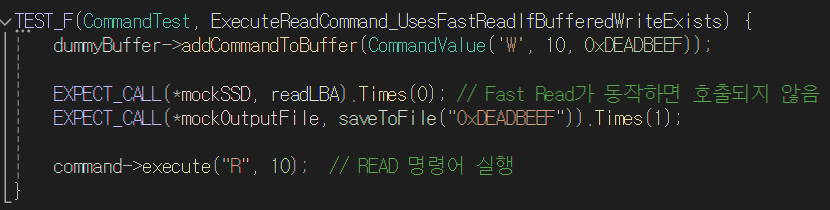 TEST_F(CommandTest, ExecuteReadCommand_UsesFastReadIfBufferedWriteExists) {
    dummyBuffer->addCommandToBuffer(CommandValue('W', 10, 0xDEADBEEF));

    EXPECT_CALL(*mockSSD, readLBA).Times(0); // Fast Read가 동작하면 호출되지 않음
    EXPECT_CALL(*mockOutputFile, saveToFile("0xDEADBEEF")).Times(1);

    command->execute("R", 10);  // READ 명령어 실행
}